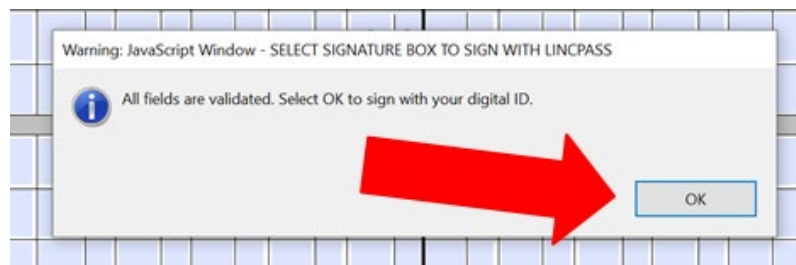 Warning: JavaScript Window - SELECT SIGNATURE BOX TO SIGN WITH LINCPASS
All fields are validated. Select OK to sign with your digital ID.
OK